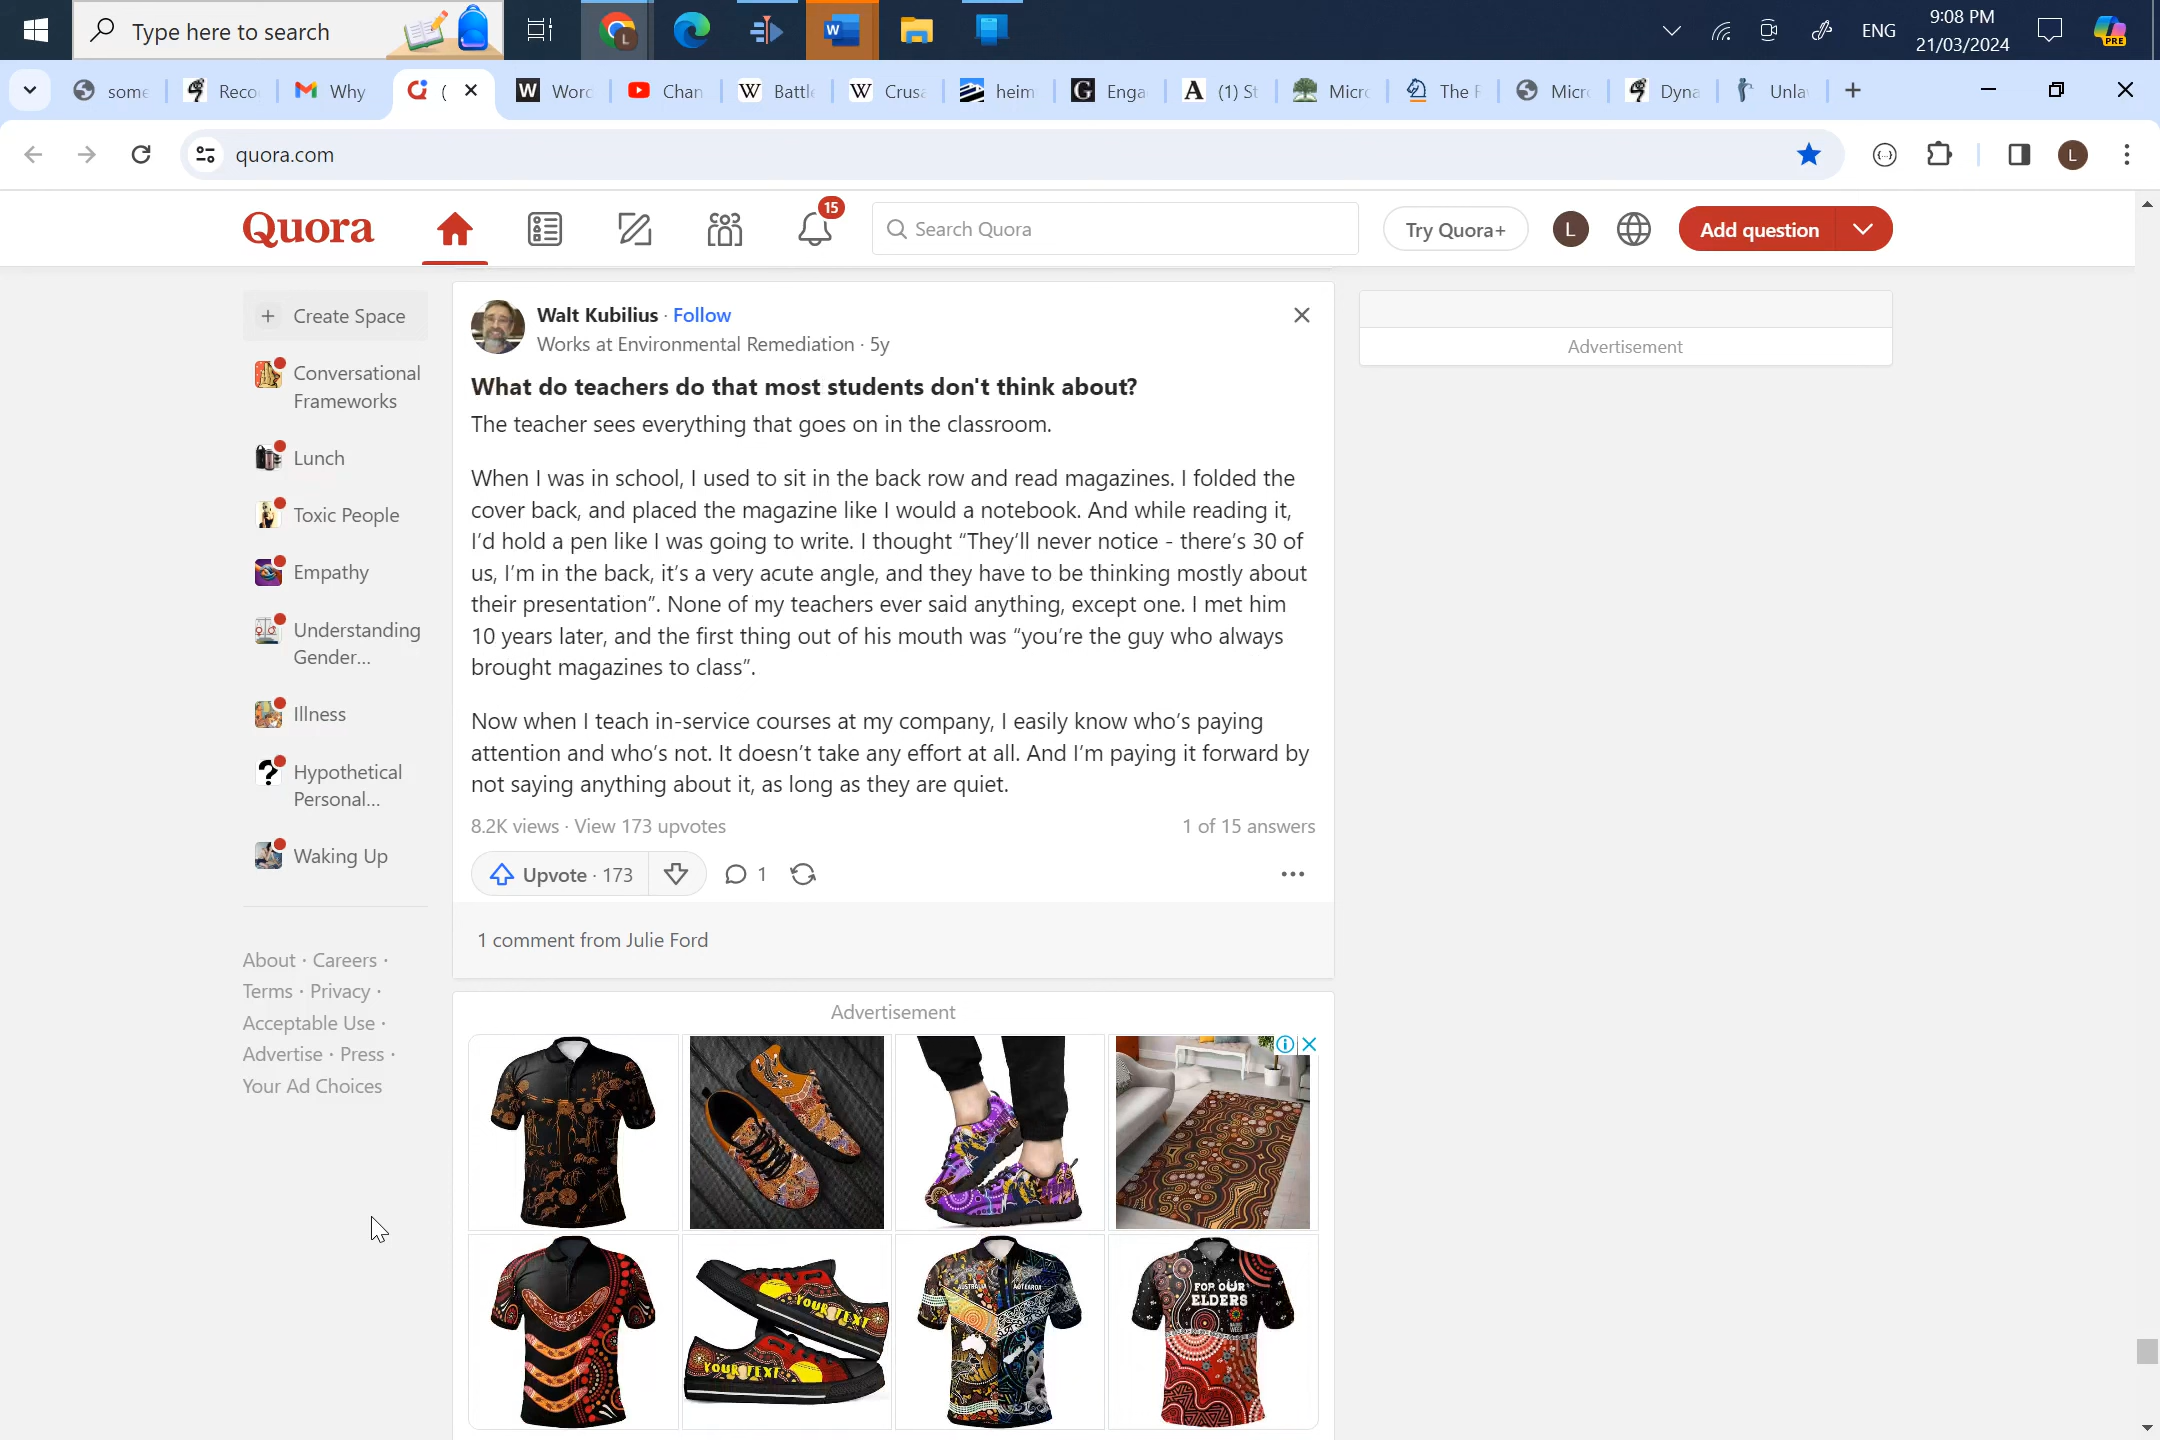 Type here to search
ENG
9:08 PM
21/03/2024
PRE
some
Reco
Why
(
Word
Chan
Battle
Crusa
heim
Enga
(1) St
Micro
The F
Micro
Dyna
Unla
quora.com
L
Quora
15
Search Quora
Try Quora+
L
Add question
Create Space
Conversational
Frameworks
Lunch
Toxic People
Empathy
Understanding
Gender...
Illness
Hypothetical
Personal...
Waking Up
About · Careers ·
Terms · Privacy ·
Acceptable Use ·
Advertise · Press ·
Your Ad Choices
Walt Kubilius · Follow
Works at Environmental Remediation · 5y
What do teachers do that most students don't think about?
The teacher sees everything that goes on in the classroom.
When I was in school, I used to sit in the back row and read magazines. I folded the
cover back, and placed the magazine like I would a notebook. And while reading it,
I'd hold a pen like I was going to write. I thought “They'll never notice - there's 30 of
us, I'm in the back, it's a very acute angle, and they have to be thinking mostly about
their presentation”. None of my teachers ever said anything, except one. I met him
10 years later, and the first thing out of his mouth was “you're the guy who always
brought magazines to class”.
Now when I teach in-service courses at my company, I easily know who's paying
attention and who's not. It doesn't take any effort at all. And I'm paying it forward by
not saying anything about it, as long as they are quiet.
8.2K views · View 173 upvotes
1 of 15 answers
Upvote · 173
1
1 comment from Julie Ford
Advertisement
YOUR TEXT
YOUR TEXT
AUSTRALIA
AOTEAROA
FOR OUR
ELDERS
Advertisement